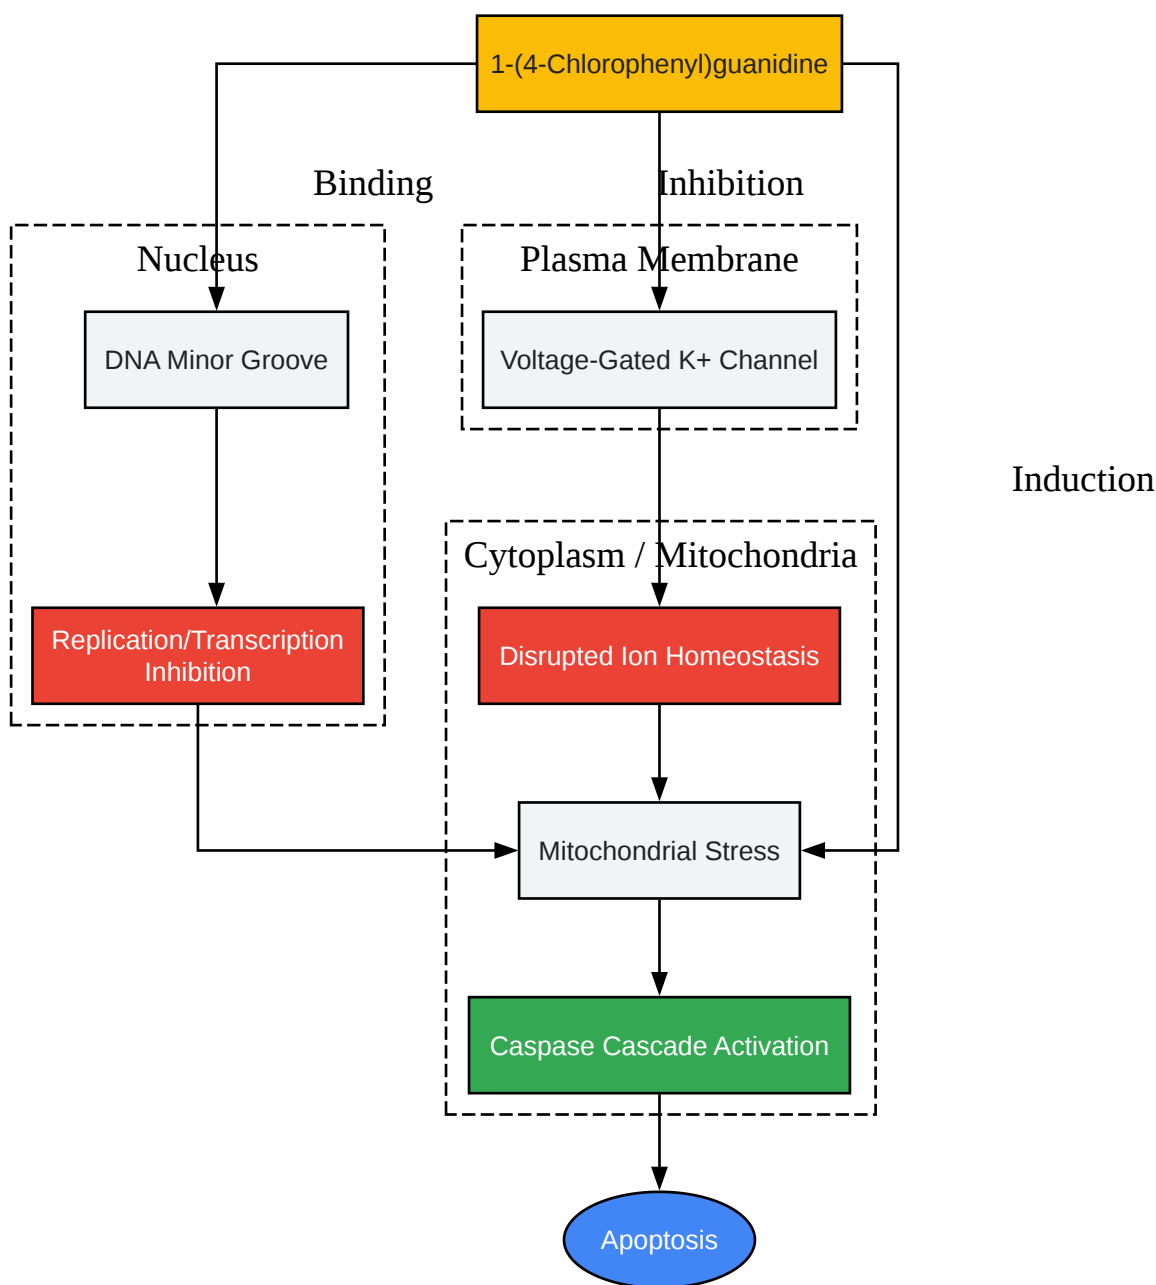 1-(4-Chlorophenyl)guanidine
Binding
Inhibition
Nucleus
Plasma Membrane
DNA Minor Groove
Voltage-Gated K+ Channel
Induction
Cytoplasm / Mitochondria
Replication/Transcription
Inhibition
Disrupted Ion Homeostasis
Mitochondrial Stress
Caspase Cascade Activation
Apoptosis